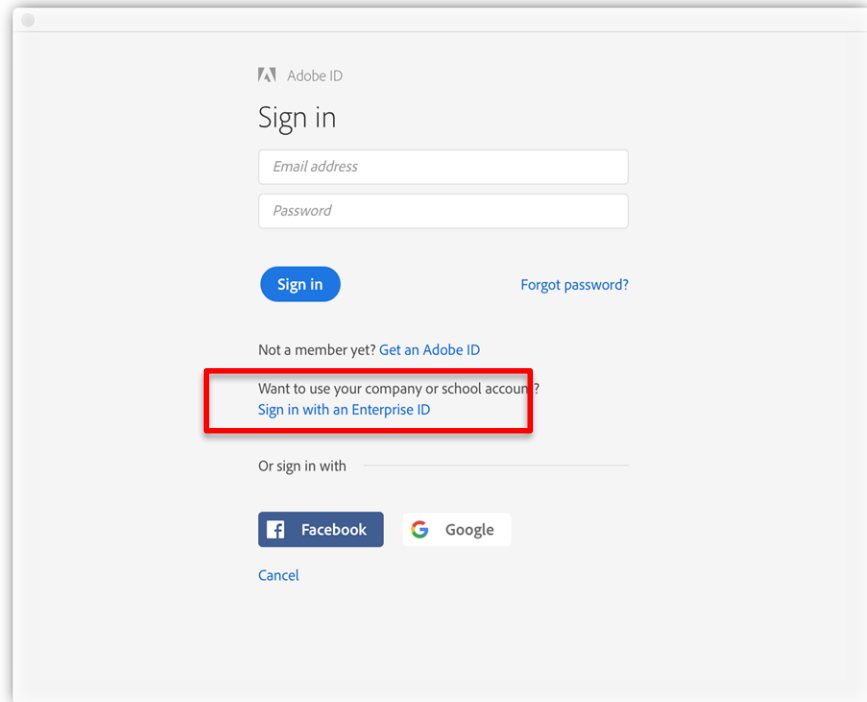 Adobe ID
Sign in
Email address
Password
Sign in
Forgot password?
Not a member yet? Get an Adobe ID
Want to use your company or school account?
Sign in with an Enterprise ID
Or sign in with
Facebook
Google
Cancel